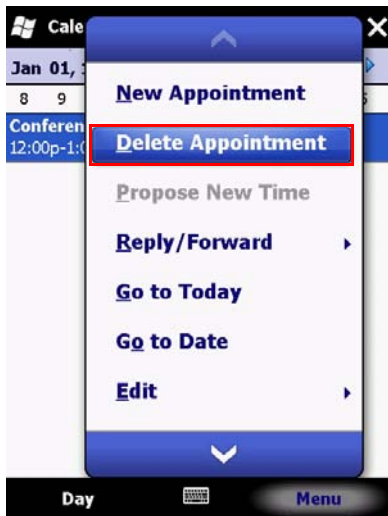 Cale
Jan 01, 
8 9
Conferen
12:00p-1:0
New Appointment
Delete Appointment
Propose New Time
Reply/Forward
Go to Today
Go to Date
Edit
Day
Menu